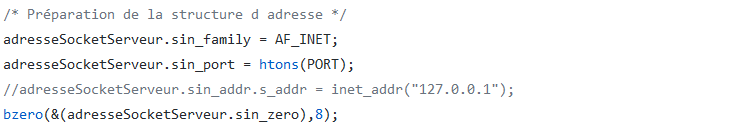 /* Préparation de la structure d adresse */
adresseSocketServeur.sin_family = AF_INET;
adresseSocketServeur.sin_port = htons(PORT);
//adresseSocketServeur.sin_addr.s_addr = inet_addr("127.0.0.1");
bzero(&(adresseSocketServeur.sin_zero),8);